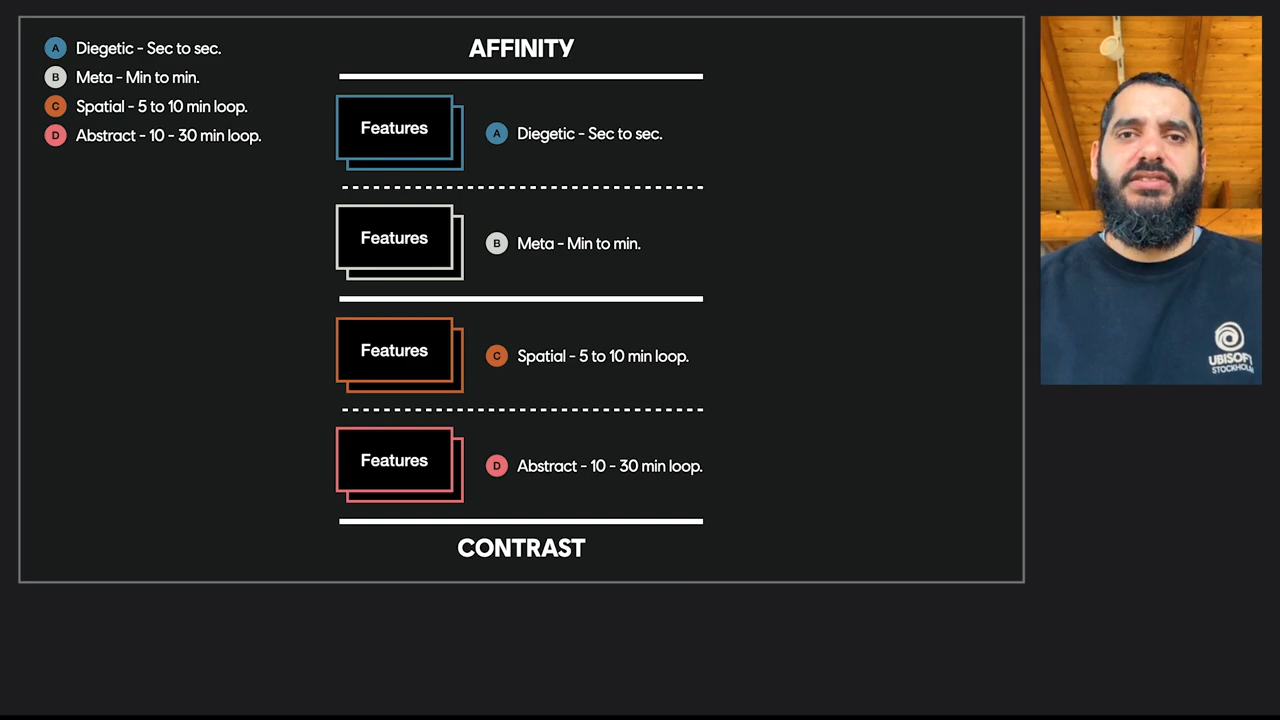 A Diegetic - Sec to sec.
B Meta - Min to min.
C Spatial - 5 to 10 min loop.
D Abstract - 10 - 30 min loop.
AFFINITY
Features
A Diegetic - Sec to sec.
Features
B Meta - Min to min.
Features
C Spatial - 5 to 10 min loop.
Features
D Abstract - 10 - 30 min loop.
CONTRAST
UBISOFT
STOCKHOLM